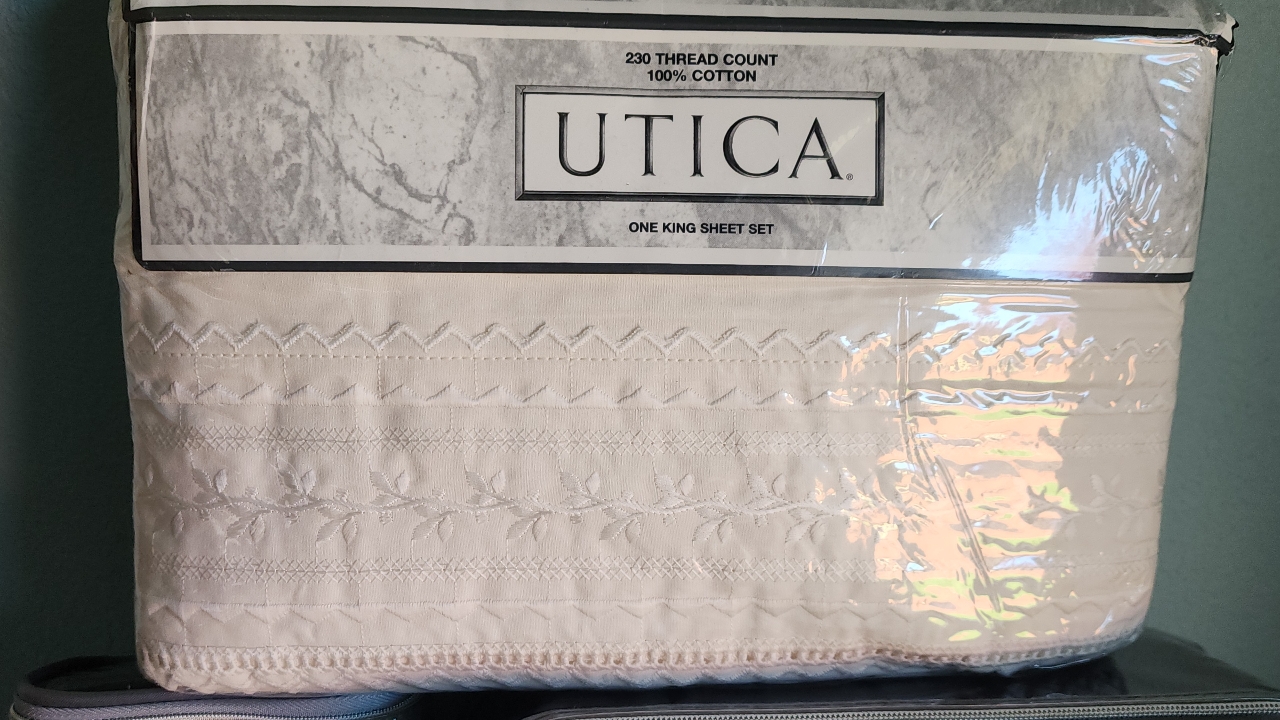 230 THREAD COUNT
100% COTTON
UTICA®
ONE KING SHEET SET